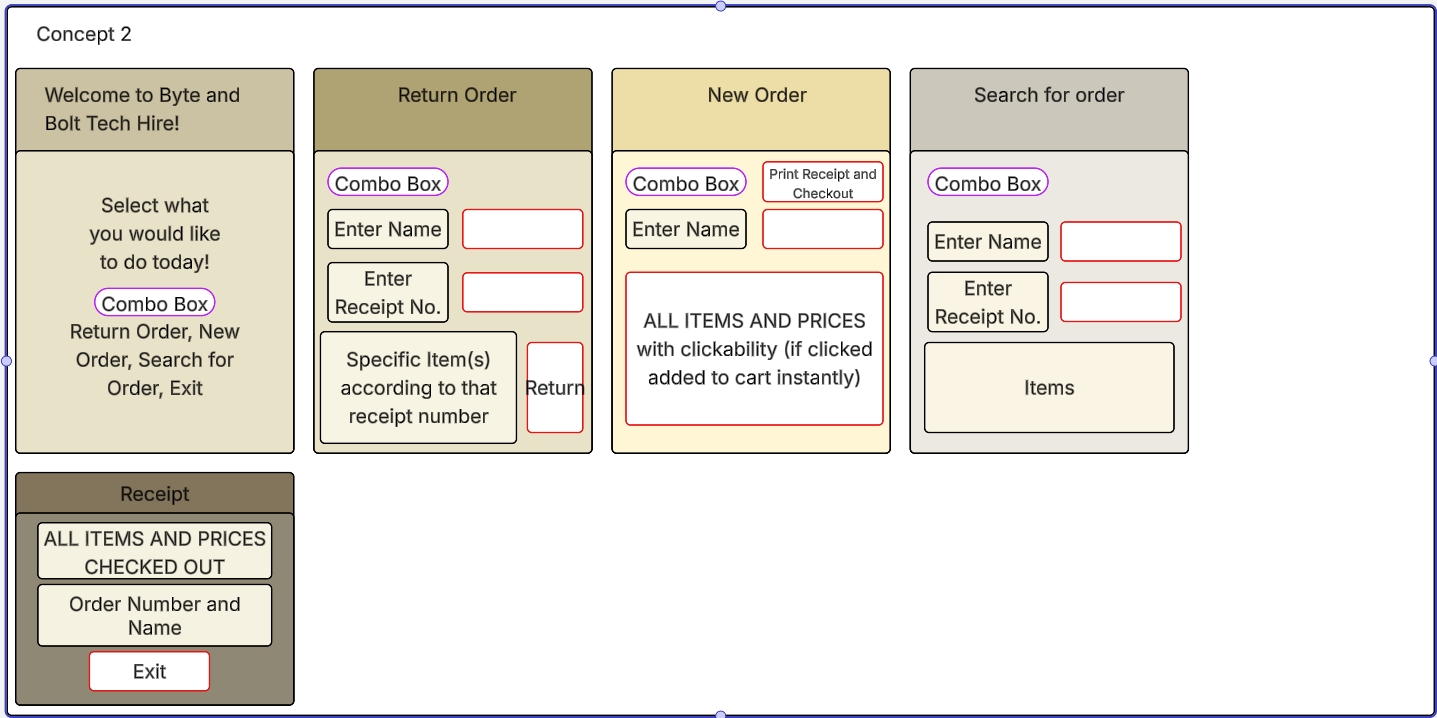 Concept 2
Welcome to Byte and
Bolt Tech Hire!
Select what
you would like
to do today!
Combo Box
Return Order, New
Order, Search for
Order, Exit
Return Order
Combo Box
Enter Name
Enter
Receipt No.
Specific Item(s)
according to that
receipt number
Return
New Order
Combo Box
Print Receipt and
Checkout
Enter Name
ALL ITEMS AND PRICES
with clickability (if clicked
added to cart instantly)
Search for order
Combo Box
Enter Name
Enter
Receipt No.
Items
Receipt
ALL ITEMS AND PRICES
CHECKED OUT
Order Number and
Name
Exit